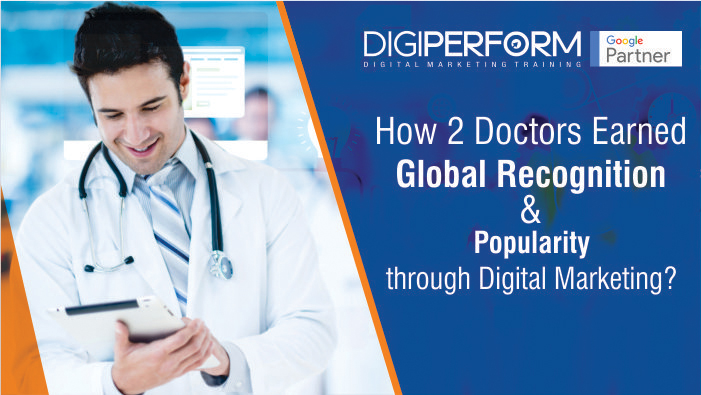 DIGIPERFORM
DIGITAL MARKETING TRAINING
Google
Partner
How 2 Doctors Earned
Global Recognition
&
Popularity
through Digital Marketing?